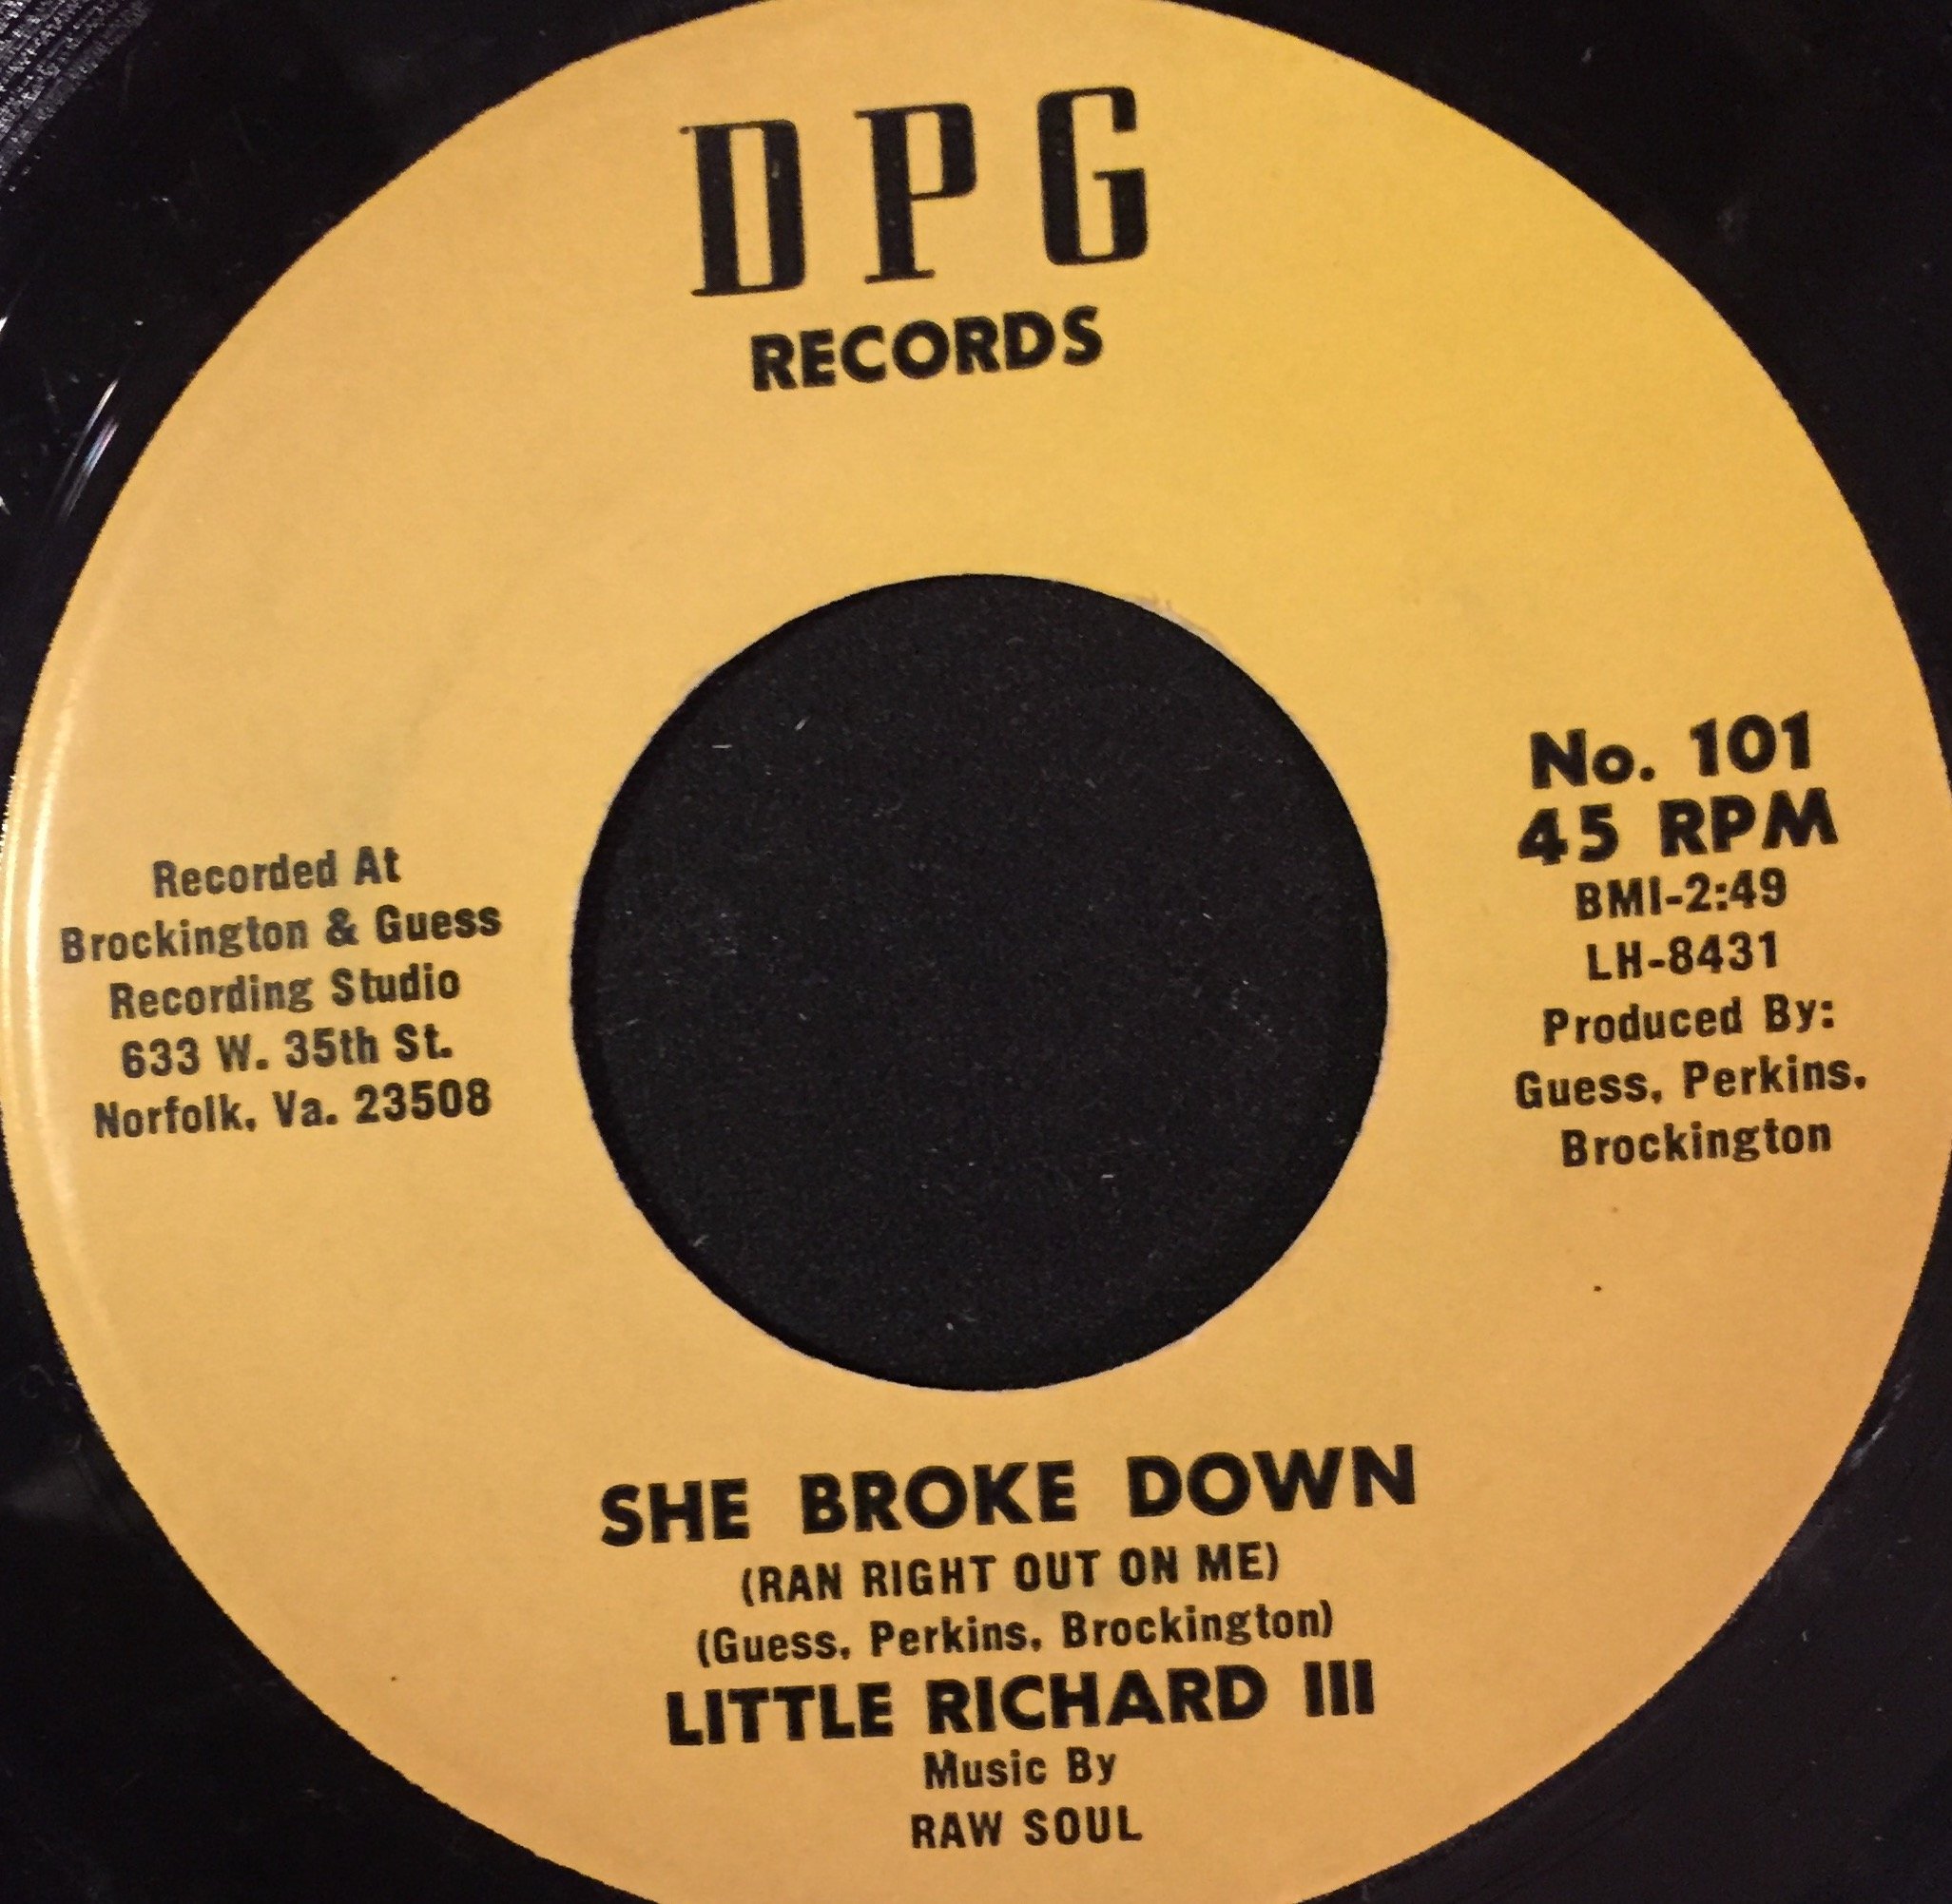 DPG
RECORDS
Recorded At
Brockington & Guess
Recording Studio
633 W. 35th St.
Norfolk, Va. 23508
No. 101
45 RPM
BMI-2:49
LH-8431
Produced By:
Guess, Perkins,
Brockington
SHE BROKE DOWN
(RAN RIGHT OUT ON ME)
(Guess, Perkins, Brockington)
LITTLE RICHARD III
Music By
RAW SOUL